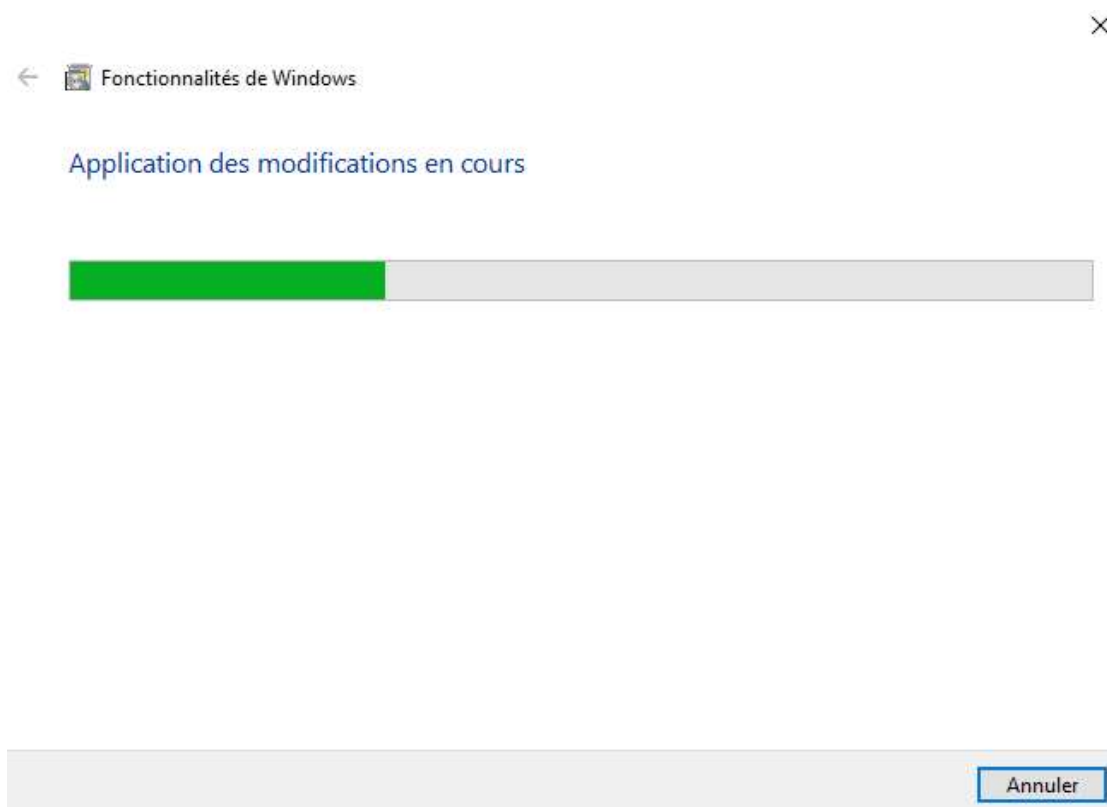 Fonctionnalités de Windows
Application des modifications en cours
Annuler